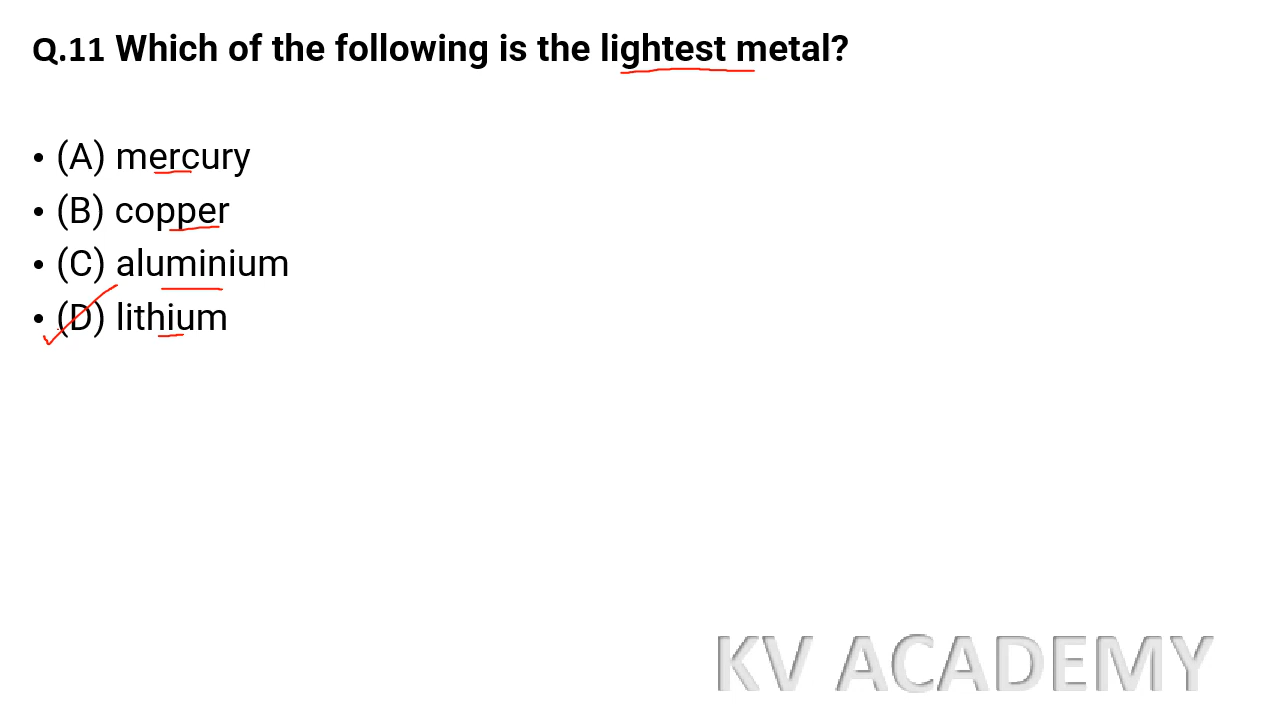 Q.11 Which of the following is the lightest metal?
• (A) mercury
• (B) copper
• (C) aluminium
• (D) lithium
KV ACADEMY